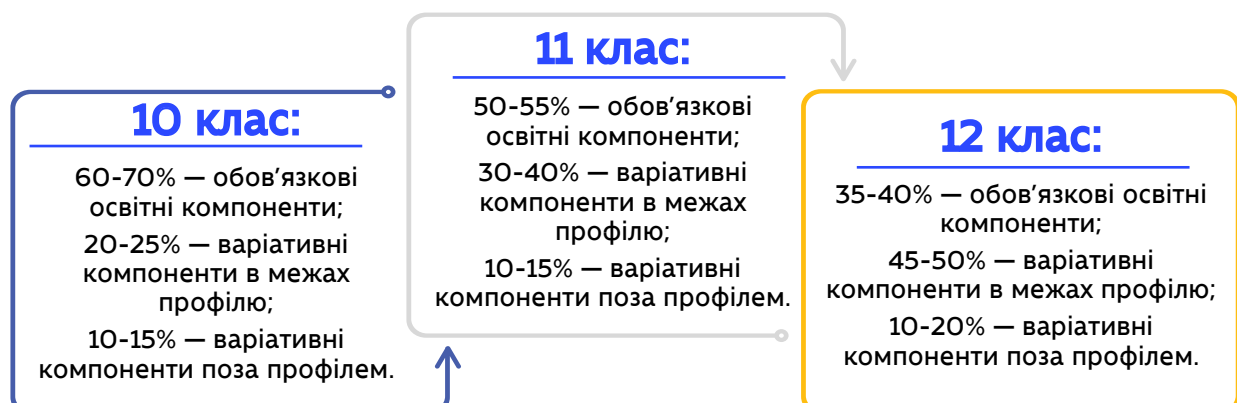 10 клас:
60-70% — обов’язкові
освітні компоненти;
20-25% — варіативні
компоненти в межах
профілю;
10-15% — варіативні
компоненти поза профілем.
11 клас:
50-55% — обов’язкові
освітні компоненти;
30-40% — варіативні
компоненти в межах
профілю;
10-15% — варіативні
компоненти поза профілем.
12 клас:
35-40% — обов’язкові освітні
компоненти;
45-50% — варіативні
компоненти в межах профілю;
10-20% — варіативні
компоненти поза профілем.